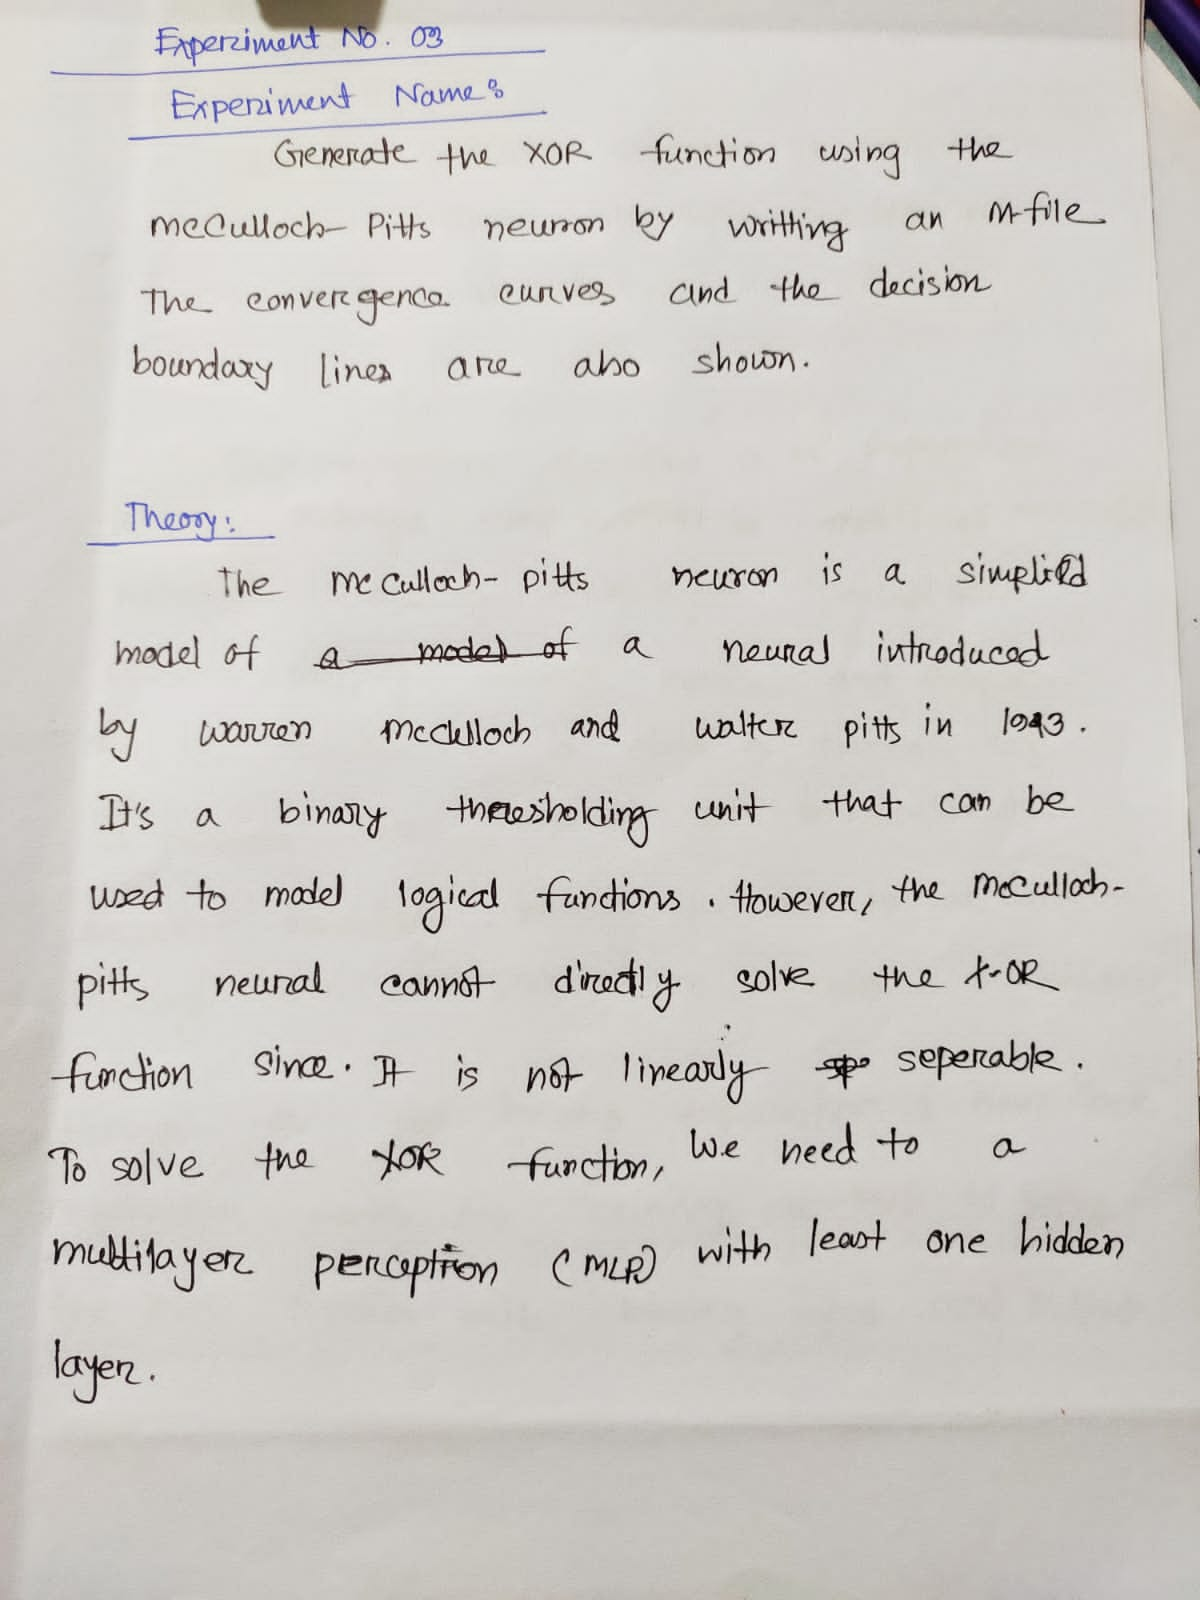 Experiment No. 03
Experiment Name:
Generate the XOR function using the
McCulloch-Pitts neuron by writting an M-file
The convergence curves and the decision
boundary lines are also shown.
Theory:
The McCulloch-pitts neuron is a simplified
model of a model of a neural introduced
by warren McCulloch and walter pitts in 1943.
It's a binary thresholding unit that can be
used to model logical functions. However, the McCulloch-
pitts neural cannot directly solve the X-OR
function since. It is not linearly seperable.
To solve the XOR function, We need to a
multilayer perception (MLP) with least one hidden
layer.